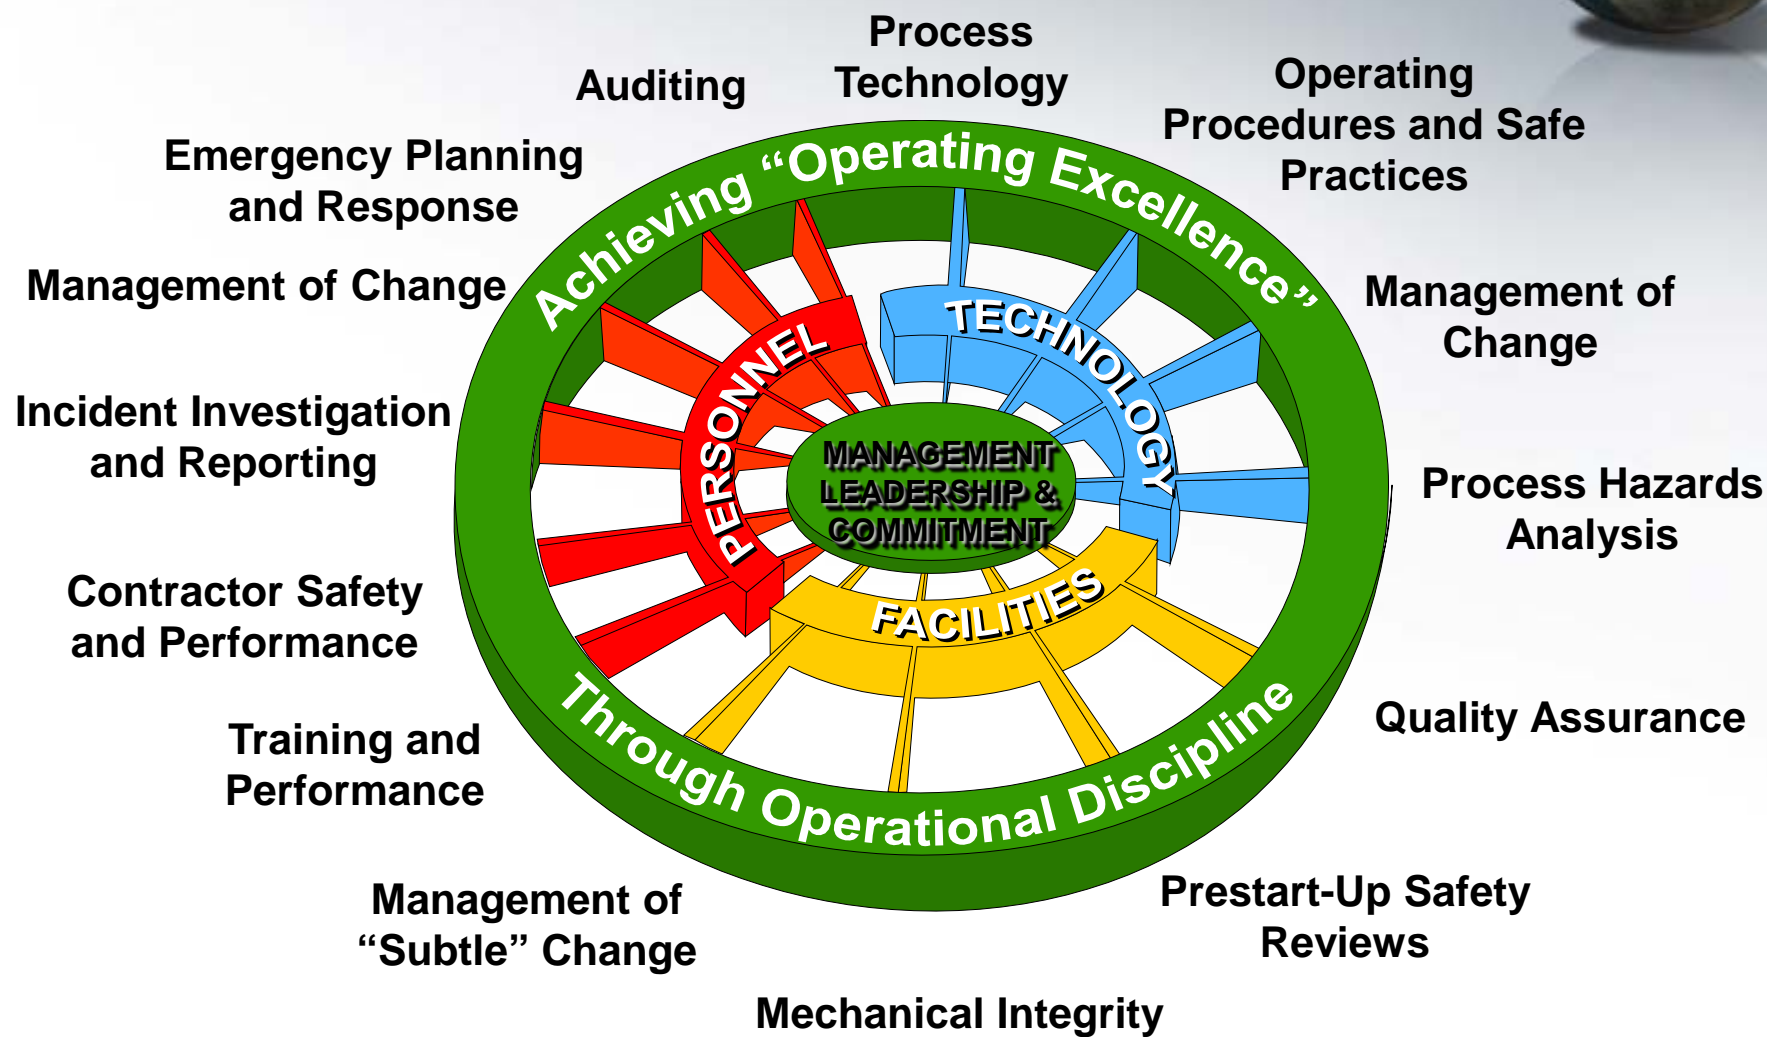 Process
Technology
Auditing
Operating
Procedures and Safe
Practices
Emergency Planning
and Response
Management of Change
Management of
Change
Incident Investigation
and Reporting
Process Hazards
Analysis
Contractor Safety
and Performance
Quality Assurance
Training and
Performance
Prestart-Up Safety
Reviews
Management of
“Subtle” Change
Mechanical Integrity
Achieving “Operating Excellence”
Through Operational Discipline
PERSONNEL
TECHNOLOGY
FACILITIES
MANAGEMENT
LEADERSHIP &
COMMITMENT